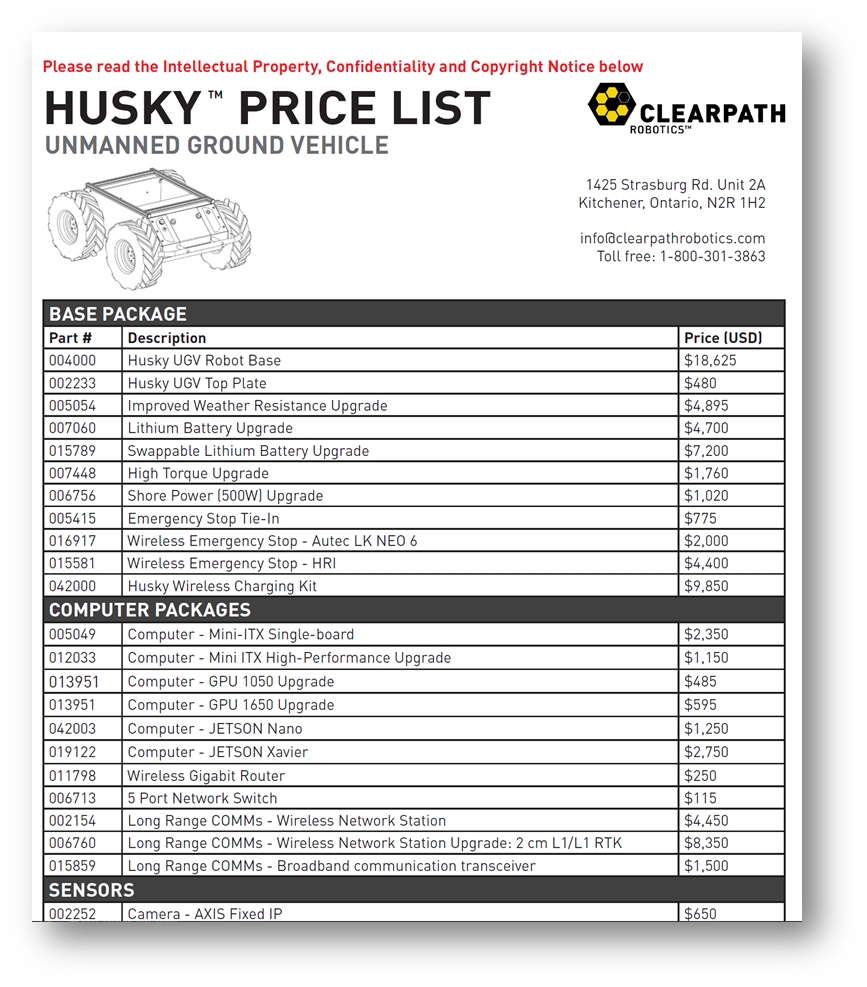 Please read the Intellectual Property, Confidentiality and Copyright Notice below
HUSKY™ PRICE LIST
UNMANNED GROUND VEHICLE
CLEARPATH
ROBOTICS™
1425 Strasburg Rd. Unit 2A
Kitchener, Ontario, N2R 1H2
info@clearpathrobotics.com
Toll free: 1-800-301-3863
BASE PACKAGE
Part # Description Price (USD)
004000 Husky UGV Robot Base $18,625
002233 Husky UGV Top Plate $480
005054 Improved Weather Resistance Upgrade $4,895
007060 Lithium Battery Upgrade $4,700
015789 Swappable Lithium Battery Upgrade $7,200
007448 High Torque Upgrade $1,760
006756 Shore Power (500W) Upgrade $1,020
005415 Emergency Stop Tie-In $775
016917 Wireless Emergency Stop - Autec LK NEO 6 $2,000
015581 Wireless Emergency Stop - HRI $4,400
042000 Husky Wireless Charging Kit $9,850
COMPUTER PACKAGES
005049 Computer - Mini-ITX Single-board $2,350
012033 Computer - Mini ITX High-Performance Upgrade $1,150
013951 Computer - GPU 1050 Upgrade $485
013951 Computer - GPU 1650 Upgrade $595
042003 Computer - JETSON Nano $1,250
019122 Computer - JETSON Xavier $2,750
011798 Wireless Gigabit Router $250
006713 5 Port Network Switch $115
002154 Long Range COMMs - Wireless Network Station $4,450
006760 Long Range COMMs - Wireless Network Station Upgrade: 2 cm L1/L1 RTK $8,350
015859 Long Range COMMs - Broadband communication transceiver $1,500
SENSORS
002252 Camera - AXIS Fixed IP $650